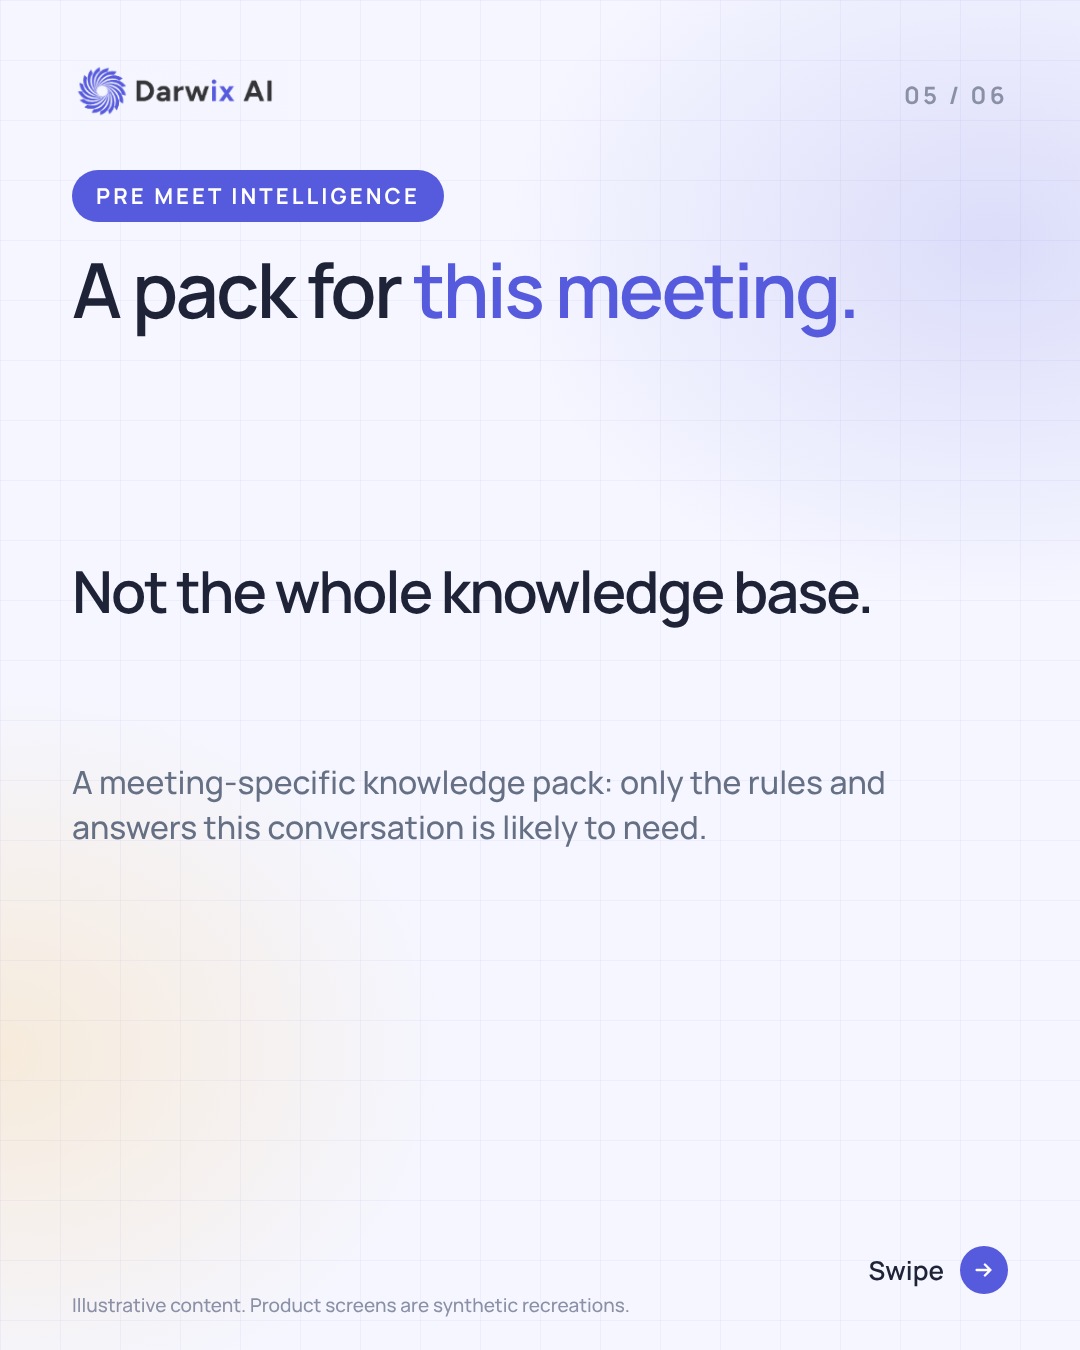 Darwix AI
05 / 06
PRE MEET INTELLIGENCE
A pack for this meeting.
Not the whole knowledge base.
A meeting-specific knowledge pack: only the rules and
answers this conversation is likely to need.
Swipe
Illustrative content. Product screens are synthetic recreations.